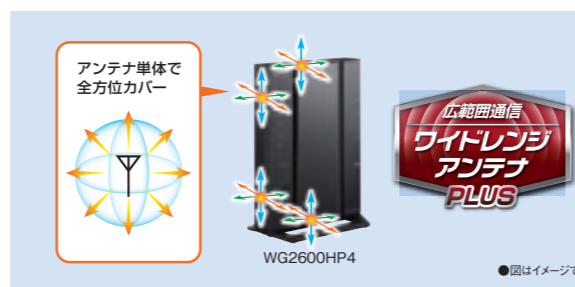 アンテナ単体で
全方位カバー
広範囲通信
ワイドレンジ
アンテナ
PLUS
WG2600HP4
●図はイメージで